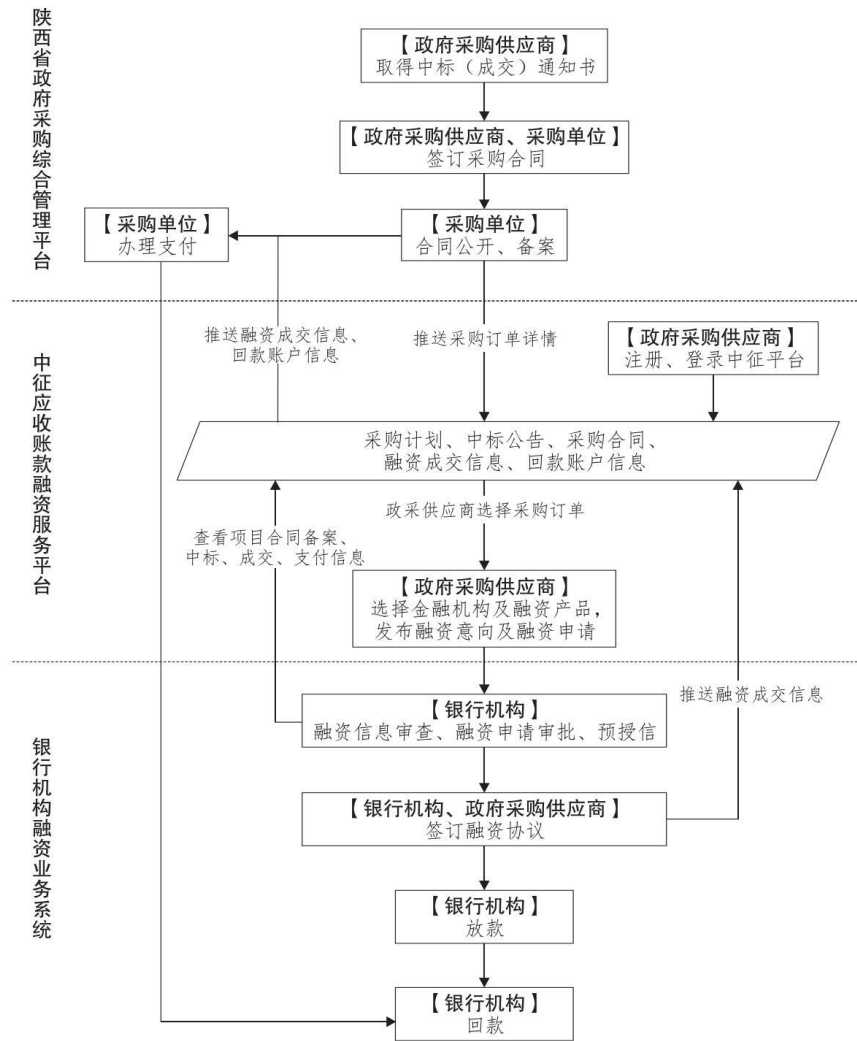 陕西省政府采购综合管理平台
【政府采购供应商】
取得中标（成交）通知书
【政府采购供应商、采购单位】
签订采购合同
【采购单位】
办理支付
【采购单位】
合同公开、备案
中征应收账款融资服务平台
推送融资成交信息、
回款账户信息
推送采购订单详情
【政府采购供应商】
注册、登录中征平台
采购计划、中标公告、采购合同、
融资成交信息、回款账户信息
查看项目合同备案、
中标、成交、支付信息
政采供应商选择采购订单
【政府采购供应商】
选择金融机构及融资产品，
发布融资意向及融资申请
银行机构融资业务系统
【银行机构】
融资信息审查、融资申请审批、预授信
推送融资成交信息
【银行机构、政府采购供应商】
签订融资协议
【银行机构】
放款
【银行机构】
回款